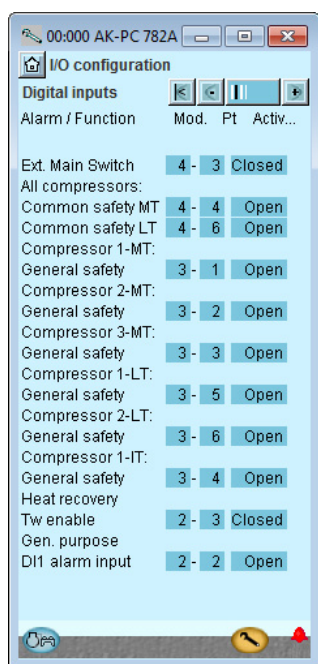 00:000 AK-PC 782A
I/O configuration
Digital inputs
Alarm / Function Mod. Pt Activ...
Ext. Main Switch 4 - 3 Closed
All compressors:
Common safety MT 4 - 4 Open
Common safety LT 4 - 6 Open
Compressor 1-MT:
General safety 3 - 1 Open
Compressor 2-MT:
General safety 3 - 2 Open
Compressor 3-MT:
General safety 3 - 3 Open
Compressor 1-LT:
General safety 3 - 5 Open
Compressor 2-LT:
General safety 3 - 6 Open
Compressor 1-IT:
General safety 3 - 4 Open
Heat recovery
Tw enable 2 - 3 Closed
Gen. purpose
DI1 alarm input 2 - 2 Open